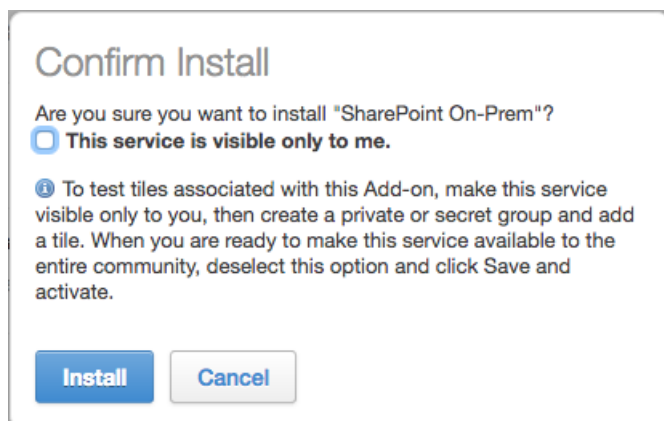 Confirm Install
Are you sure you want to install "SharePoint On-Prem"?
This service is visible only to me.
To test tiles associated with this Add-on, make this service
visible only to you, then create a private or secret group and add
a tile. When you are ready to make this service available to the
entire community, deselect this option and click Save and
activate.
Install Cancel